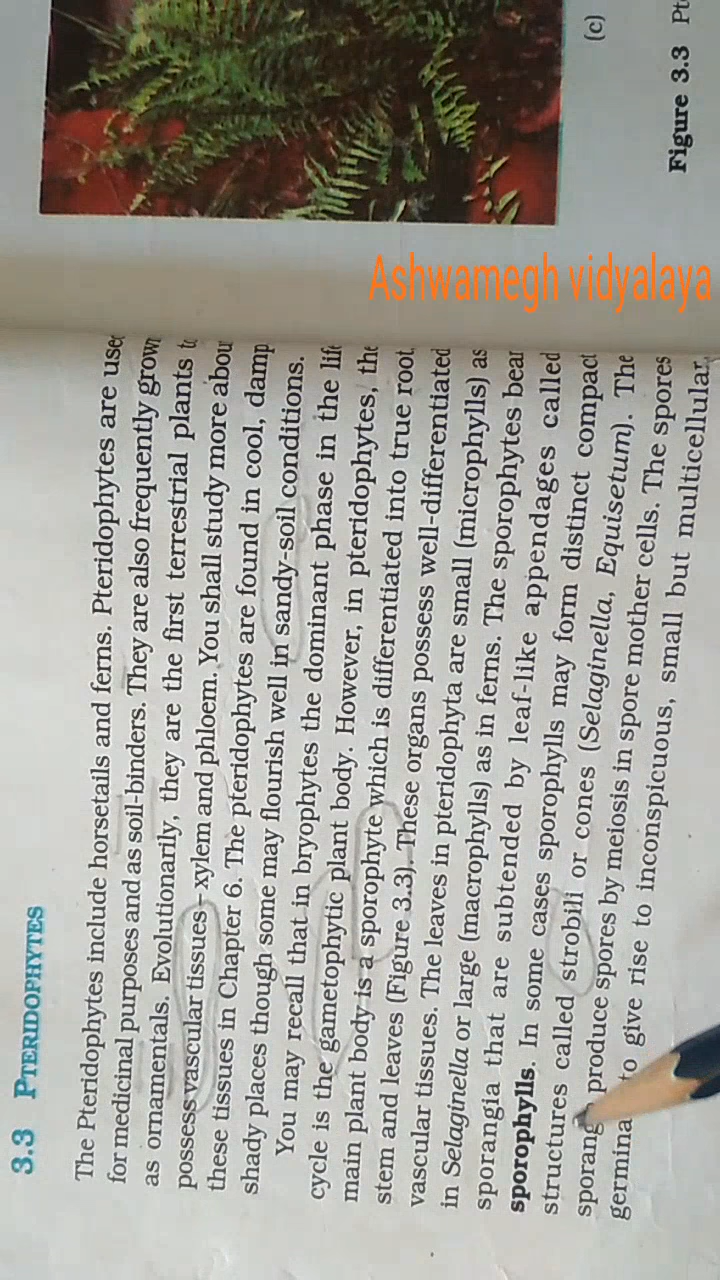 3.3 PTERIDOPHYTES
The Pteridophytes include horsetails and ferns. Pteridophytes are used
for medicinal purposes and as soil-binders. They are also frequently grown
as ornamentals. Evolutionarily, they are the first terrestrial plants to
possess vascular tissues – xylem and phloem. You shall study more abou
these tissues in Chapter 6. The pteridophytes are found in cool, damp
shady places though some may flourish well in sandy-soil conditions.
You may recall that in bryophytes the dominant phase in the life
cycle is the gametophytic plant body. However, in pteridophytes, the
main plant body is a sporophyte which is differentiated into true root
stem and leaves (Figure 3.3). These organs possess well-differentiated
vascular tissues. The leaves in pteridophyta are small (microphylls) as
in Selaginella or large (macrophylls) as in ferns. The sporophytes bear
sporangia that are subtended by leaf-like appendages called
sporophylls. In some cases sporophylls may form distinct compact
structures called strobili or cones (Selaginella, Equisetum). The
sporang produce spores by meiosis in spore mother cells. The spores
germina to give rise to inconspicuous, small but multicellular,
(c)
Figure 3.3 Pt
Ashwamegh vidyalaya